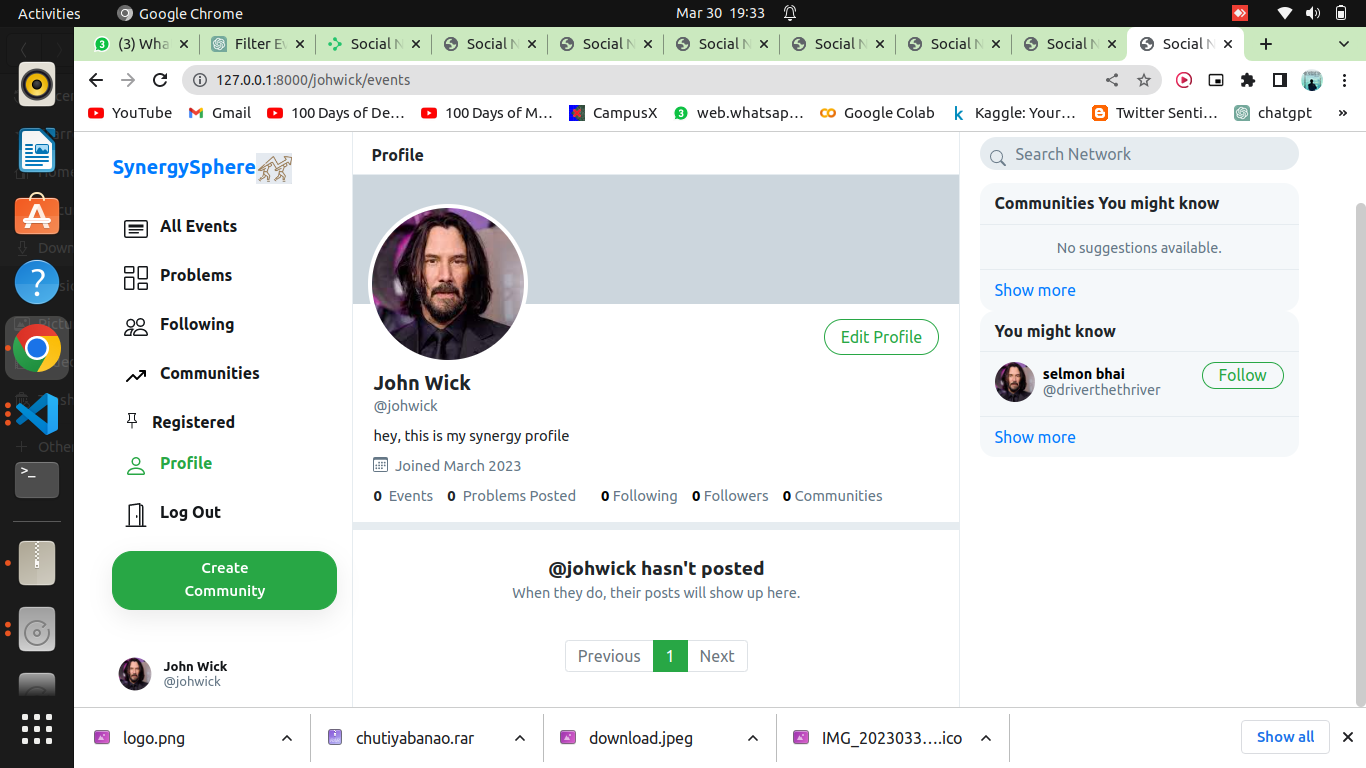 Activities
Google Chrome
Mar 30 19:33
(3) Wha
Filter Ev
Social N
Social N
Social N
Social N
Social N
Social N
Social N
Social N
127.0.0.1:8000/johwick/events
YouTube
Gmail
100 Days of De...
100 Days of M...
CampusX
web.whatsap...
Google Colab
Kaggle: Your...
Twitter Senti...
chatgpt
»
SynergySphere
All Events
Problems
Following
Communities
Registered
Profile
Log Out
Create
Community
John Wick
@johwick
Profile
Edit Profile
John Wick
@johwick
hey, this is my synergy profile
Joined March 2023
0 Events 0 Problems Posted 0 Following 0 Followers 0 Communities
@johwick hasn't posted
When they do, their posts will show up here.
Previous 1 Next
Search Network
Communities You might know
No suggestions available.
Show more
You might know
selmon bhai
@driverthethriver
Follow
Show more
logo.png
chutiyabanao.rar
download.jpeg
IMG_2023033....ico
Show all